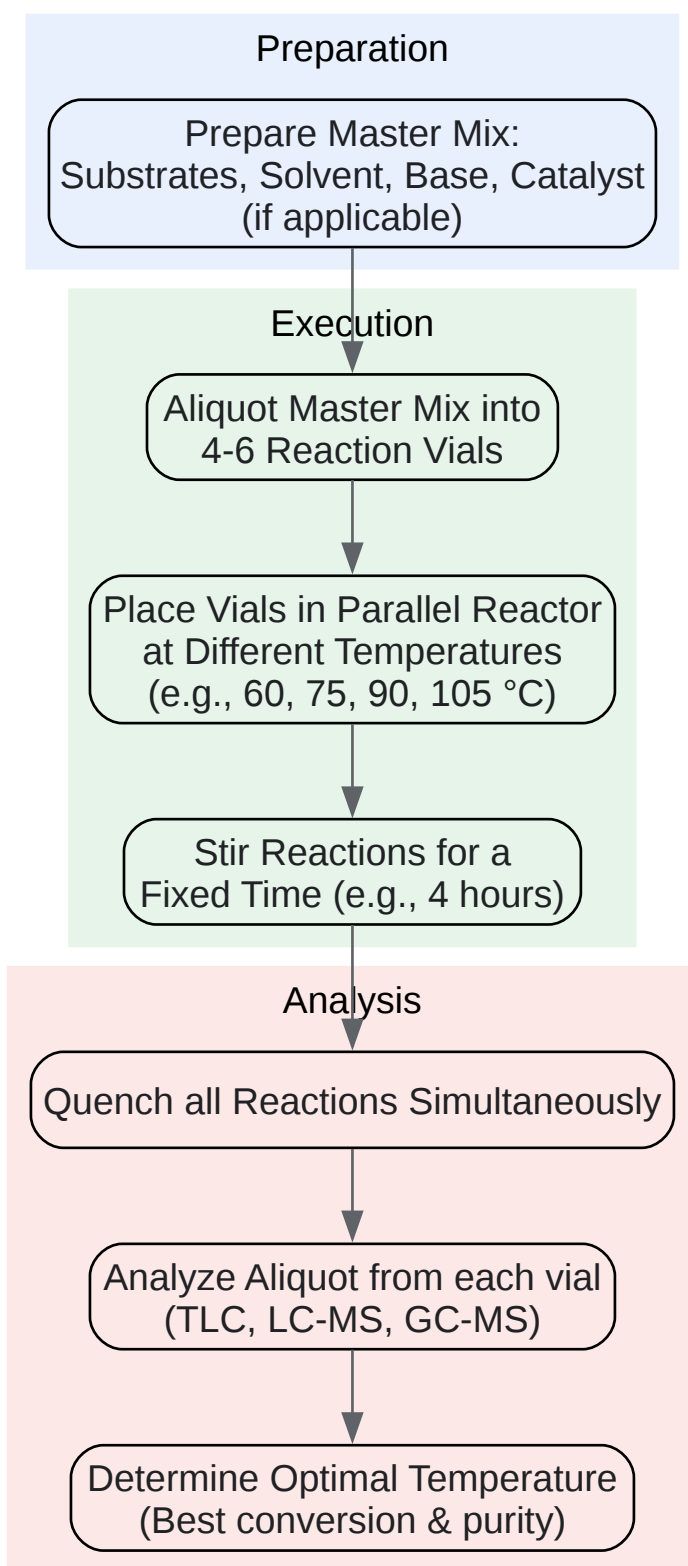 Preparation
Prepare Master Mix:
Substrates, Solvent, Base, Catalyst
(if applicable)
Execution
Aliquot Master Mix into
4-6 Reaction Vials
Place Vials in Parallel Reactor
at Different Temperatures
(e.g., 60, 75, 90, 105 °C)
Stir Reactions for a
Fixed Time (e.g., 4 hours)
Analysis
Quench all Reactions Simultaneously
Analyze Aliquot from each vial
(TLC, LC-MS, GC-MS)
Determine Optimal Temperature
(Best conversion & purity)